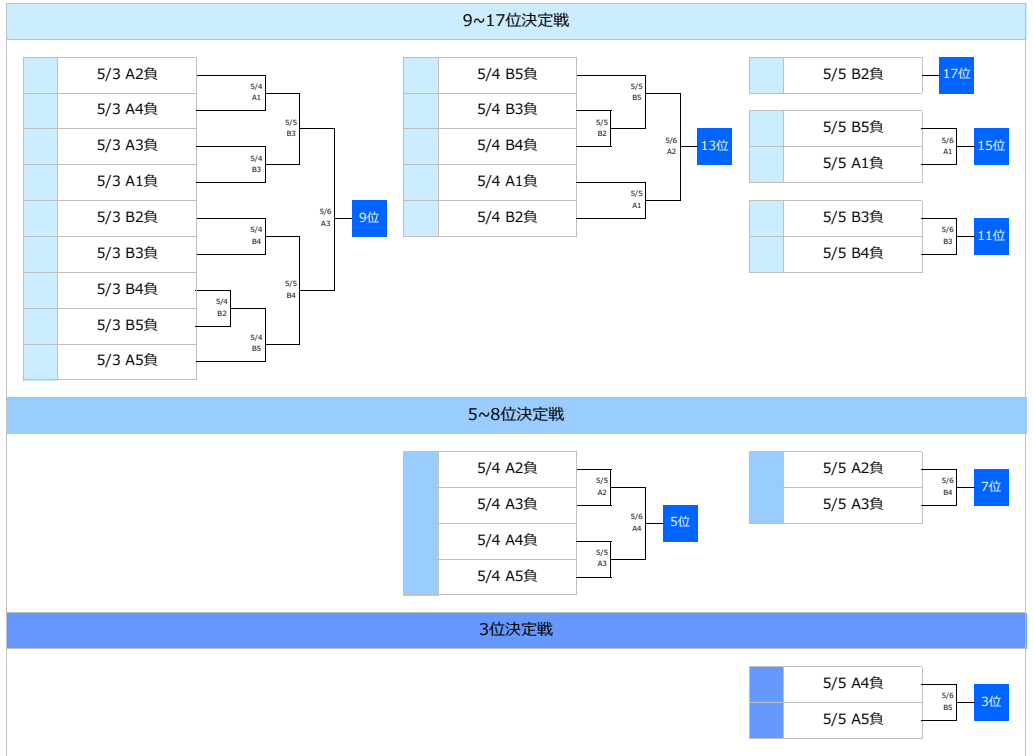 9~17位決定戦
5/3 A2負
5/3 A4負
5/3 A3負
5/3 A1負
5/3 B2負
5/3 B3負
5/3 B4負
5/3 B5負
5/3 A5負
5/4
A1
5/4
B3
5/4
B4
5/4
B2
5/4
B5
5/5
B3
5/5
B4
5/6
A3
9位
5/4 B5負
5/4 B3負
5/4 B4負
5/4 A1負
5/4 B2負
5/5
B5
5/5
B2
5/5
A1
5/6
A2
13位
5/5 B2負
17位
5/5 B5負
5/5 A1負
5/6
A1
15位
5/5 B3負
5/5 B4負
5/6
B3
11位
5~8位決定戦
5/4 A2負
5/4 A3負
5/4 A4負
5/4 A5負
5/5
A2
5/5
A3
5/6
A4
5位
5/5 A2負
5/5 A3負
5/6
B4
7位
3位決定戦
5/5 A4負
5/5 A5負
5/6
B5
3位